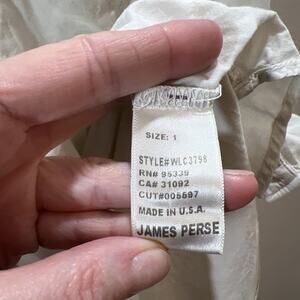 SIZE: 1
STYLE#WLC3798
RN# 95339
CA# 31092
CUT#005597
MADE IN U.S.A.
JAMES PERSE